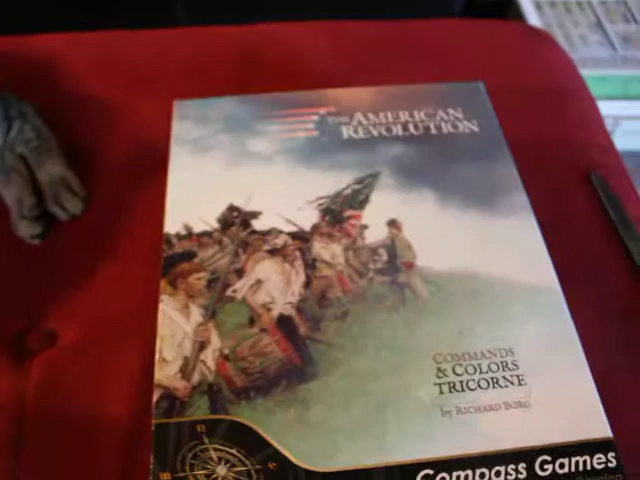 THE AMERICAN
REVOLUTION
COMMANDS
& COLORS
TRICORNE
by RICHARD BORG
n
e
Compass Games